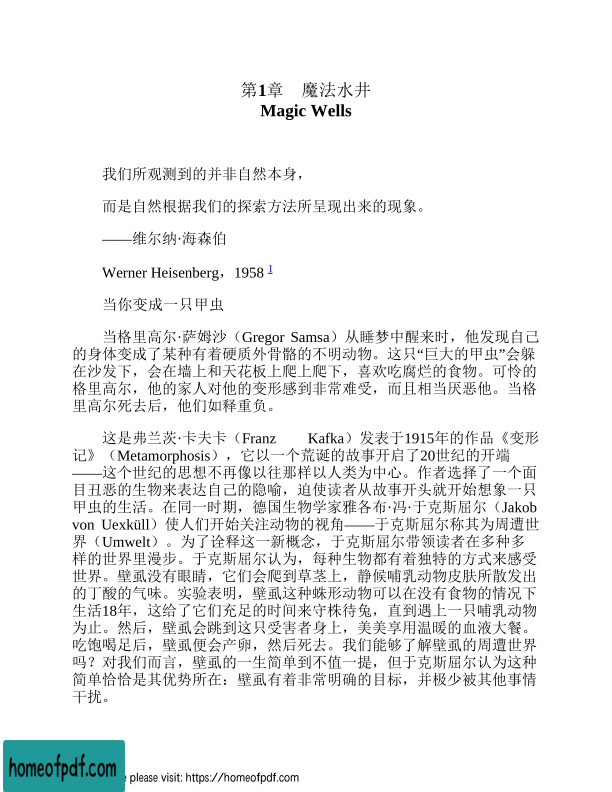 第1章　魔法水井
Magic Wells
我们所观测到的并非自然本身，
而是自然根据我们的探索方法所呈现出来的现象。
——维尔纳·海森伯
Werner Heisenberg，1958 1
当你变成一只甲虫
当格里高尔·萨姆沙（Gregor Samsa）从睡梦中醒来时，他发现自己
的身体变成了某种有着硬质外骨骼的不明动物。这只“巨大的甲虫”会躲
在沙发下，会在墙上和天花板上爬上爬下，喜欢吃腐烂的食物。可怜的
格里高尔，他的家人对他的变形感到非常难受，而且相当厌恶他。当格
里高尔死去后，他们如释重负。
这是弗兰茨·卡夫卡（Franz Kafka）发表于1915年的作品《变形
记》（Metamorphosis），它以一个荒诞的故事开启了20世纪的开端
——这个世纪的思想不再像以往那样以人类为中心。作者选择了一个面
目丑恶的生物来表达自己的隐喻，迫使读者从故事开头就开始想象一只
甲虫的生活。在同一时期，德国生物学家雅各布·冯·于克斯屈尔（Jakob
von Uexküll）使人们开始关注动物的视角——于克斯屈尔称其为周遭世
界（Umwelt）。为了诠释这一新概念，于克斯屈尔带领读者在多种多
样的世界里漫步。于克斯屈尔认为，每种生物都有着独特的方式来感受
世界。壁虱没有眼睛，它们会爬到草茎上，静候哺乳动物皮肤所散发出
的丁酸的气味。实验表明，壁虱这种蛛形动物可以在没有食物的情况下
生活18年，这给了它们充足的时间来守株待兔，直到遇上一只哺乳动物
为止。然后，壁虱会跳到这只受害者身上，美美享用温暖的血液大餐。
吃饱喝足后，壁虱便会产卵，然后死去。我们能够了解壁虱的周遭世界
吗？对我们而言，壁虱的一生简单到不值一提，但于克斯屈尔认为这种
简单恰恰是其优势所在：壁虱有着非常明确的目标，并极少被其他事情
干扰。
homeofpdf.com
please visit: https://homeofpdf.com